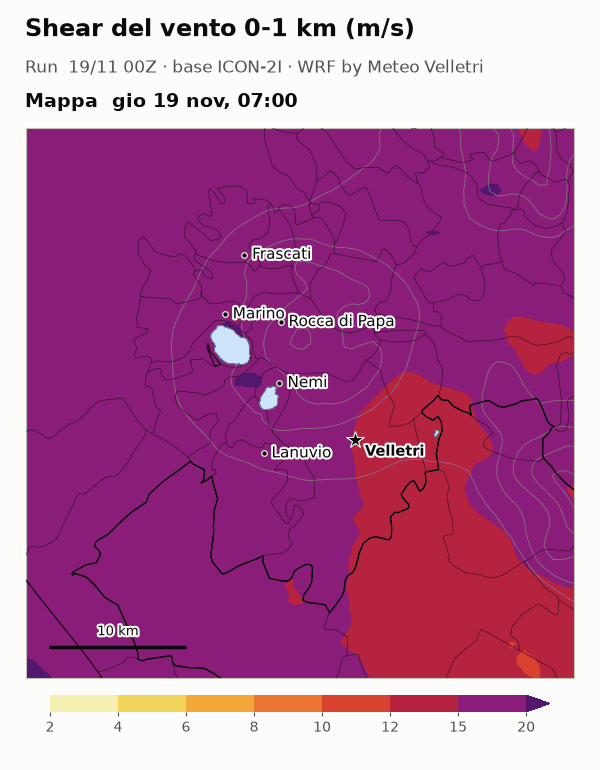 Shear del vento 0-1 km (m/s)
Run  19/11 00Z · base ICON-2I · WRF by Meteo Velletri
Mappa  gio 19 nov, 07:00
Frascati
Marino
Rocca di Papa
Nemi
Velletri
Lanuvio
10 km
2 4 6 8 10 12 15 20